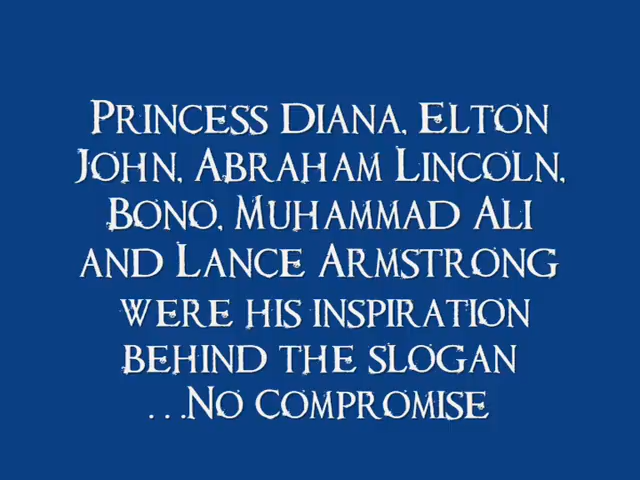 Princess Diana, Elton
John, Abraham Lincoln,
Bono, Muhammad Ali
and Lance Armstrong
were his inspiration
behind the slogan
...No compromise